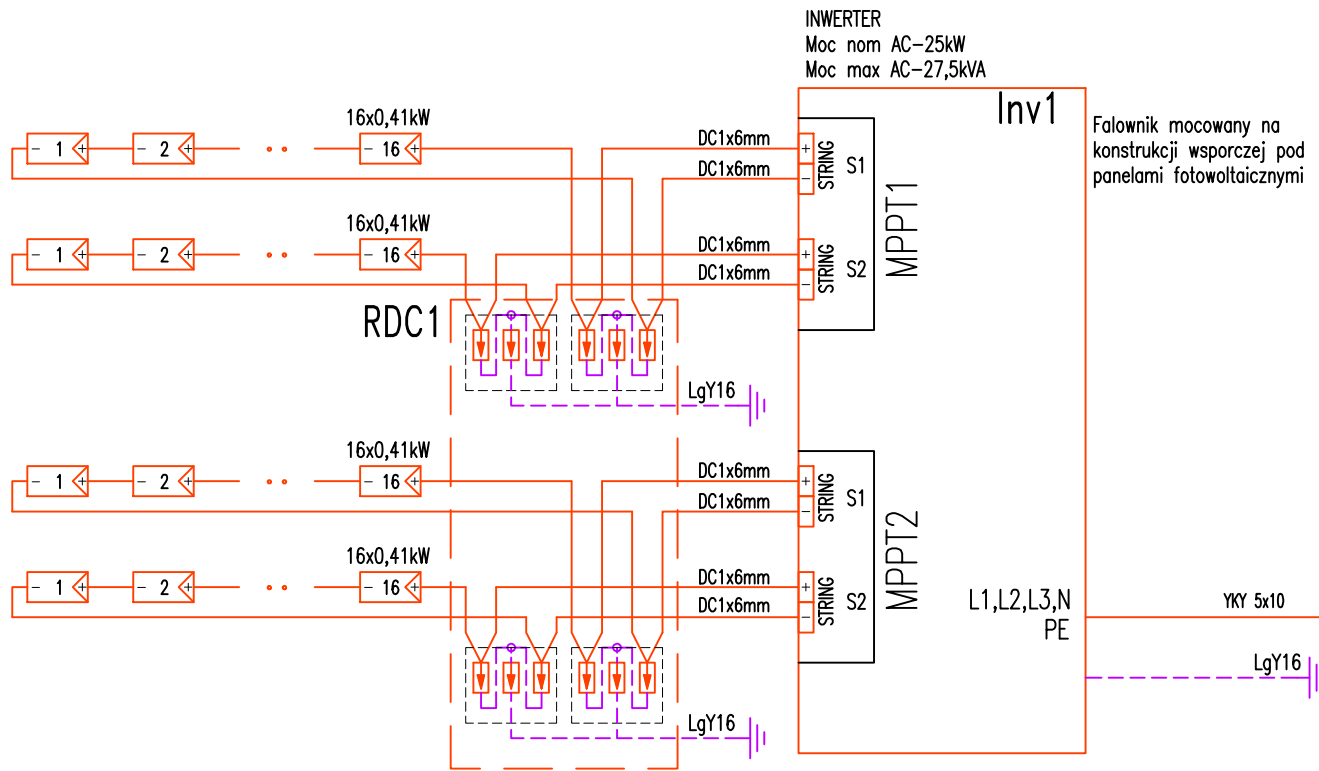 INWERTER
Moc nom AC-25kW
Moc max AC-27,5kVA
Inv1
Falownik mocowany na
konstrukcji wsporczej pod
panelami fotowoltaicznymi
16x0,41kW
- 1 +
- 2 +
- 16 +
DC1x6mm
DC1x6mm
+
-
STRING
S1
MPPT1
16x0,41kW
- 1 +
- 2 +
- 16 +
DC1x6mm
DC1x6mm
+
-
STRING
S2
RDC1
LgY16
16x0,41kW
- 1 +
- 2 +
- 16 +
DC1x6mm
DC1x6mm
+
-
STRING
S1
MPPT2
16x0,41kW
- 1 +
- 2 +
- 16 +
DC1x6mm
DC1x6mm
+
-
STRING
S2
L1,L2,L3,N
PE
YKY 5x10
LgY16
LgY16